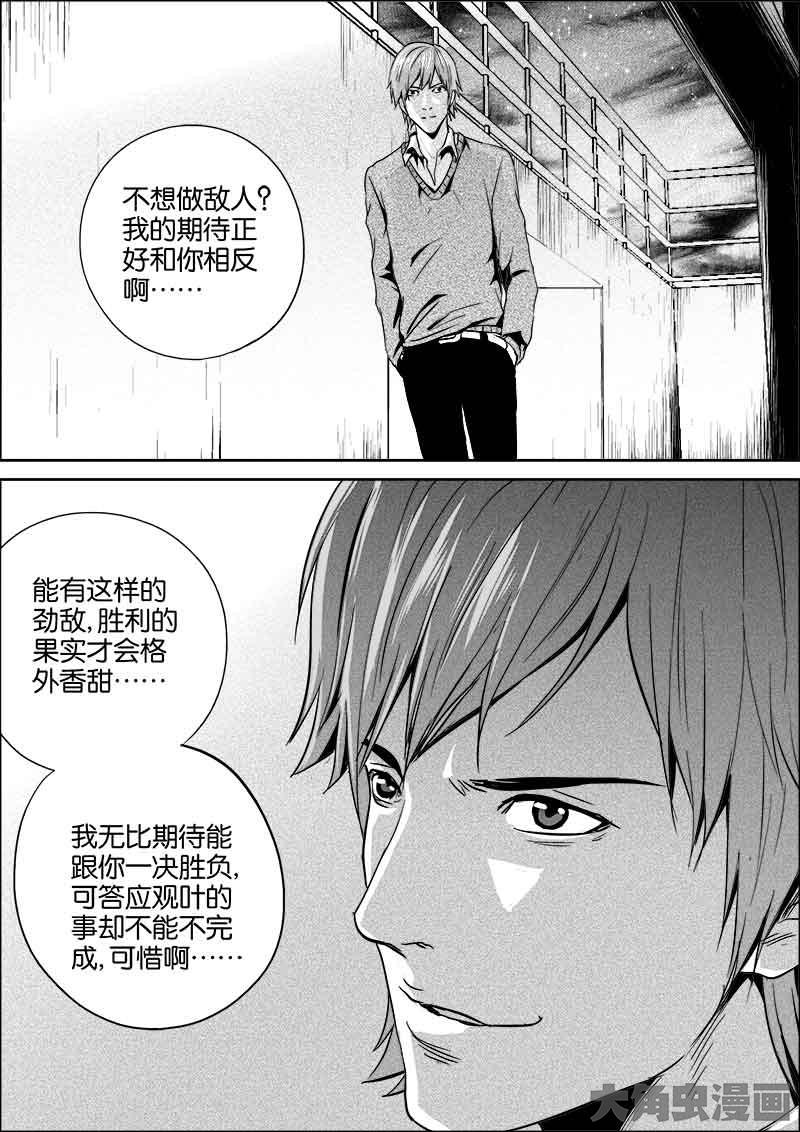 不想做敌人?
我的期待正
好和你相反
啊……
能有这样的
劲敌,胜利的
果实才会格
外香甜……
我无比期待能
跟你一决胜负,
可答应观叶的
事却不能不完
成,可惜啊……
大角虫漫画